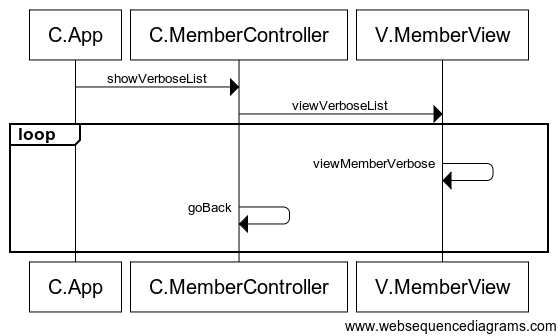 C.App C.MemberController V.MemberView
showVerboseList
viewVerboseList
loop
viewMemberVerbose
goBack
C.App C.MemberController V.MemberView
www.websequencediagrams.com